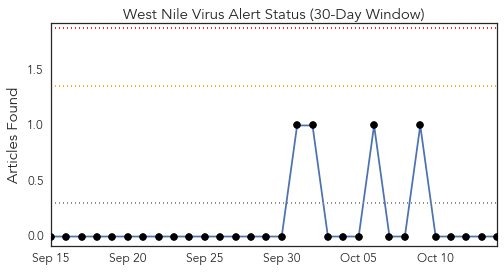 West Nile Virus Alert Status (30-Day Window)
Articles Found
1.5
1.0
0.5
0.0
Sep 15 Sep 20 Sep 25 Sep 30 Oct 05 Oct 10